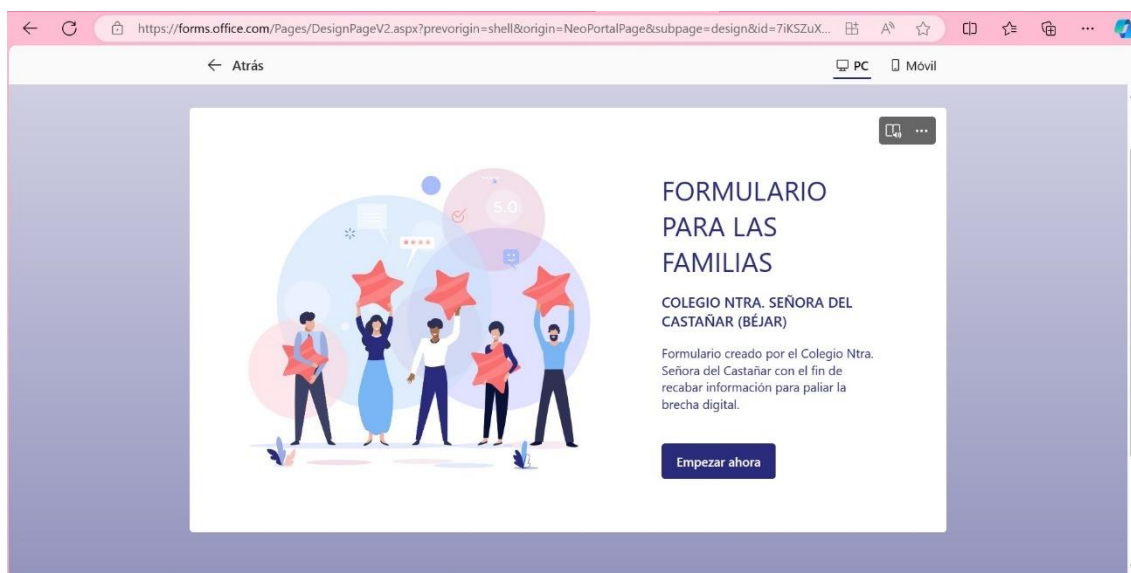 https://forms.office.com/Pages/DesignPageV2.aspx?prevorigin=shell&origin=NeoPortalPage&subpage=design&id=7iKSZuX...
Atrás
PC
Móvil
5.0
FORMULARIO
PARA LAS
FAMILIAS
COLEGIO NTRA. SEÑORA DEL
CASTAÑAR (BÉJAR)
Formulario creado por el Colegio Ntra.
Señora del Castañar con el fin de
recabar información para paliar la
brecha digital.
Empezar ahora